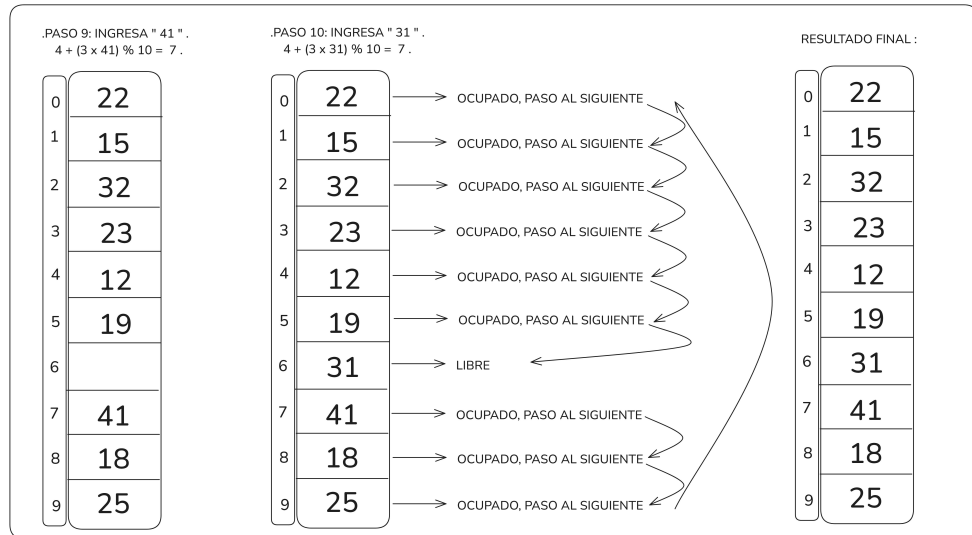 .PASO 9: INGRESA " 41 " .
4 + (3 x 41) % 10 = 7 .
0 22
1 15
2 32
3 23
4 12
5 19
6
7 41
8 18
9 25
.PASO 10: INGRESA " 31 " .
4 + (3 x 31) % 10 = 7 .
0 22 OCUPADO, PASO AL SIGUIENTE
1 15 OCUPADO, PASO AL SIGUIENTE
2 32 OCUPADO, PASO AL SIGUIENTE
3 23 OCUPADO, PASO AL SIGUIENTE
4 12 OCUPADO, PASO AL SIGUIENTE
5 19 OCUPADO, PASO AL SIGUIENTE
6 31 LIBRE
7 41 OCUPADO, PASO AL SIGUIENTE
8 18 OCUPADO, PASO AL SIGUIENTE
9 25 OCUPADO, PASO AL SIGUIENTE
RESULTADO FINAL :
0 22
1 15
2 32
3 23
4 12
5 19
6 31
7 41
8 18
9 25